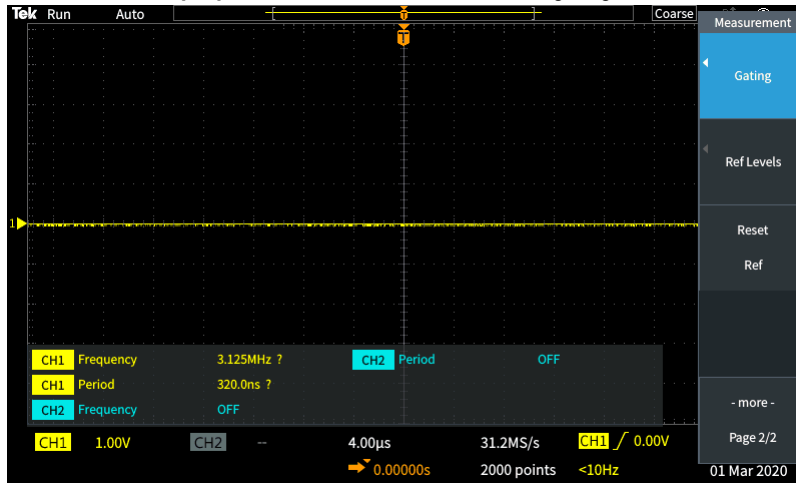 Tek Run Auto [ ] Coarse
T
Measurement
Gating
Ref Levels
Reset
Ref
- more -
Page 2/2
1
CH1 Frequency 3.125MHz ? CH2 Period OFF
CH1 Period 320.0ns ?
CH2 Frequency OFF
CH1 1.00V CH2 -- 4.00µs 31.2MS/s CH1 0.00V
0.00000s 2000 points <10Hz 01 Mar 2020